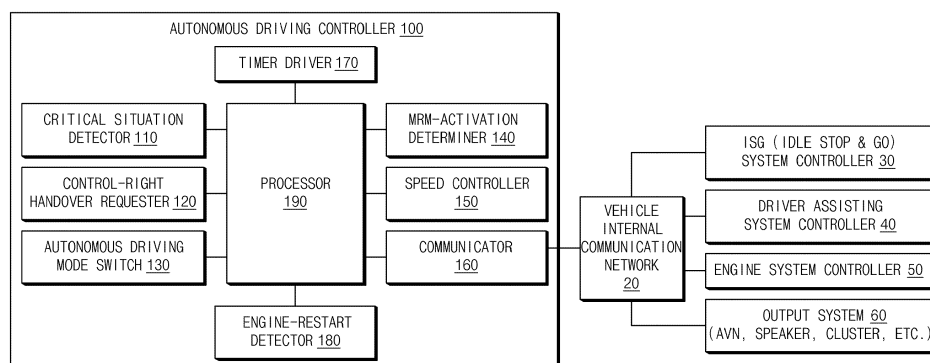 AUTONOMOUS DRIVING CONTROLLER 100
TIMER DRIVER 170
CRITICAL SITUATION
DETECTOR 110
CONTROL-RIGHT
HANDOVER REQUESTER 120
AUTONOMOUS DRIVING
MODE SWITCH 130
PROCESSOR
190
MRM-ACTIVATION
DETERMINER 140
SPEED CONTROLLER
150
COMMUNICATOR
160
ENGINE-RESTART
DETECTOR 180
VEHICLE
INTERNAL
COMMUNICATION
NETWORK
20
ISG (IDLE STOP & GO)
SYSTEM CONTROLLER 30
DRIVER ASSISTING
SYSTEM CONTROLLER 40
ENGINE SYSTEM CONTROLLER 50
OUTPUT SYSTEM 60
(AVN, SPEAKER, CLUSTER, ETC.)